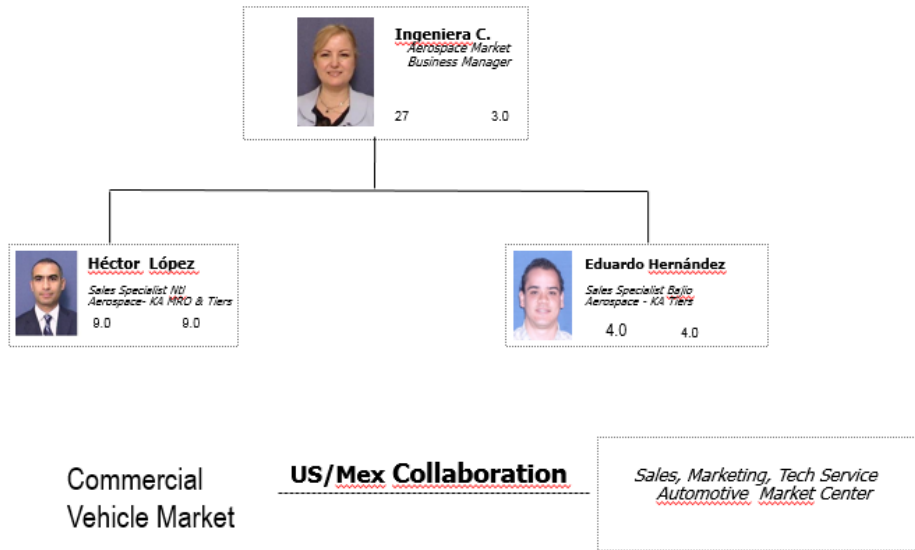 Ingeniera C.
Aerospace Market
Business Manager
27 3.0
Héctor López
Sales Specialist Ntl
Aerospace- KA MRO & Tiers
9.0 9.0
Eduardo Hernández
Sales Specialist Bajio
Aerospace - KA Tiers
4.0 4.0
Commercial
Vehicle Market
US/Mex Collaboration
Sales, Marketing, Tech Service
Automotive Market Center